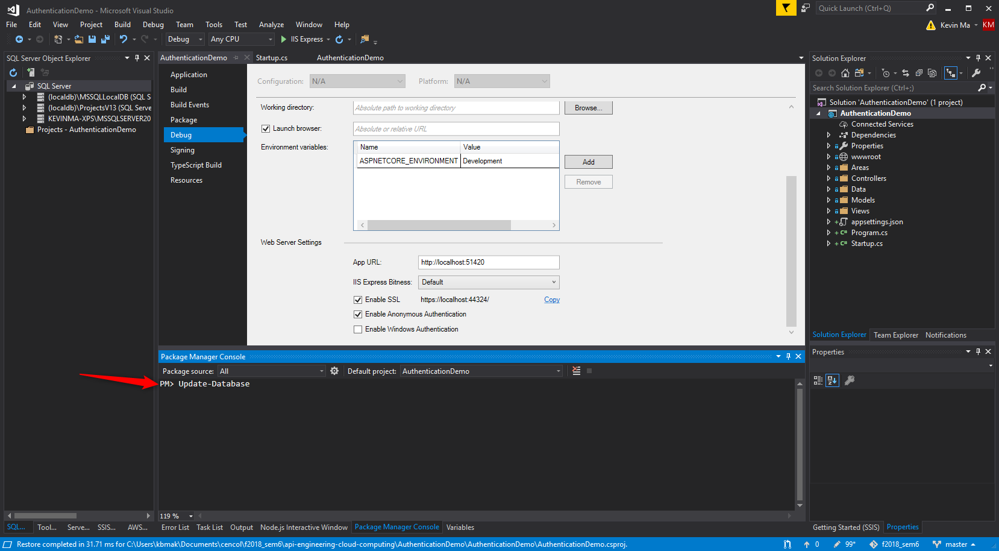 AuthenticationDemo - Microsoft Visual Studio
Quick Launch (Ctrl+Q)
File Edit View Project Build Debug Team Tools Test Analyze Window Help
Kevin Ma KM
Debug Any CPU IIS Express
SQL Server Object Explorer
SQL Server
(localdb)\MSSQLLocalDB (SQL S
(localdb)\ProjectsV13 (SQL Serve
KEVINMA-XPS\MSSQLSERVER20
Projects - AuthenticationDemo
AuthenticationDemo Startup.cs AuthenticationDemo
Application
Build
Build Events
Package
Debug
Signing
TypeScript Build
Resources
Configuration: N/A Platform: N/A
Working directory: Absolute path to working directory Browse...
Launch browser: Absolute or relative URL
Environment variables:
Name Value
ASPNETCORE_ENVIRONMENT Development
Add
Remove
Web Server Settings
App URL: http://localhost:51420
IIS Express Bitness: Default
Enable SSL https://localhost:44324/ Copy
Enable Anonymous Authentication
Enable Windows Authentication
Package Manager Console
Package source: All Default project: AuthenticationDemo
PM> Update-Database
119 %
Solution Explorer
Search Solution Explorer (Ctrl+;)
Solution 'AuthenticationDemo' (1 project)
AuthenticationDemo
Connected Services
Dependencies
Properties
wwwroot
Areas
Controllers
Data
Models
Views
appsettings.json
C# Program.cs
C# Startup.cs
Solution Explorer Team Explorer Notifications
Properties
SQL... Tool... Serve... SSIS... AWS...
Error List Task List Output Node.js Interactive Window Package Manager Console Variables
Getting Started (SSIS) Properties
Restore completed in 31.71 ms for C:\Users\kbmak\Documents\cencol\f2018_sem6\api-engineering-cloud-computing\AuthenticationDemo\AuthenticationDemo\AuthenticationDemo.csproj.
0 99* f2018_sem6 master